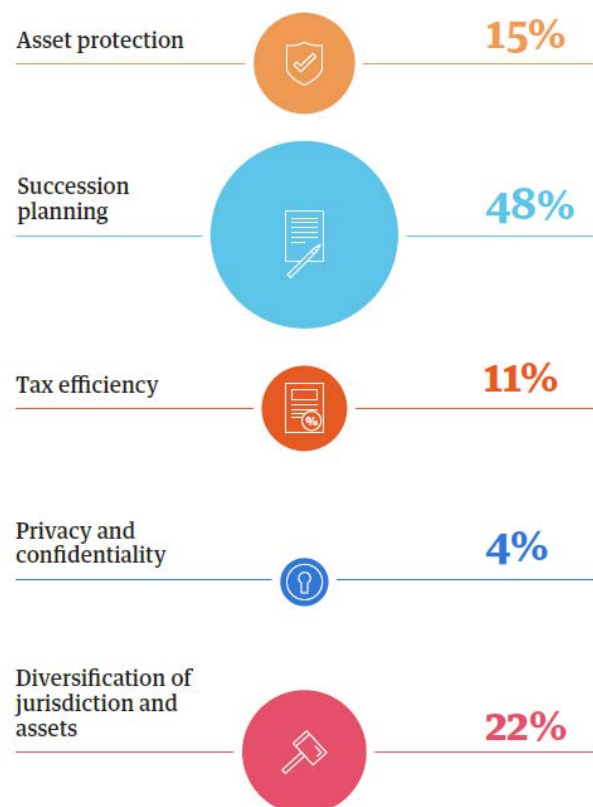 Asset protection
15%
Succession
planning
48%
%
Tax efficiency
11%
Privacy and
confidentiality
4%
Diversification of
jurisdiction and
assets
22%